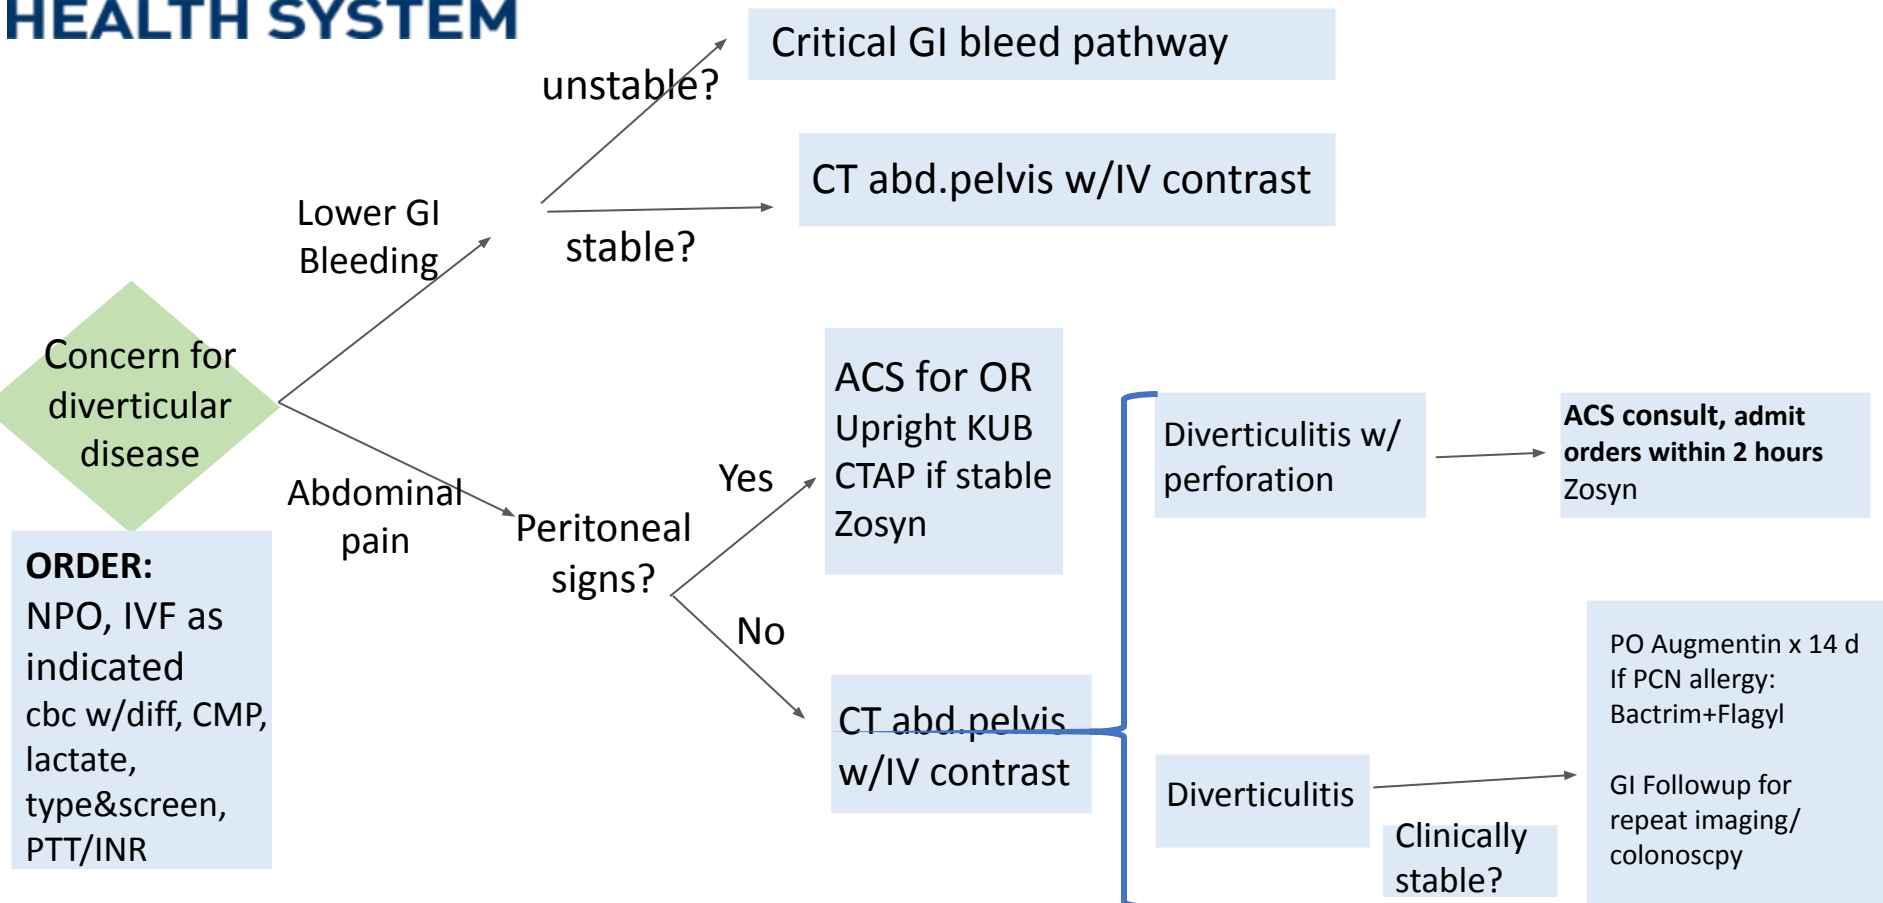 HEALTH SYSTEM
Critical GI bleed pathway
unstable?
CT abd.pelvis w/IV contrast
stable?
Lower GI
Bleeding
Concern for
diverticular
disease
Abdominal
pain
ORDER:
NPO, IVF as
indicated
cbc w/diff, CMP,
lactate,
type&screen,
PTT/INR
Peritoneal
signs?
Yes
No
ACS for OR
Upright KUB
CTAP if stable
Zosyn
CT abd.pelvis
w/IV contrast
Diverticulitis w/
perforation
ACS consult, admit
orders within 2 hours
Zosyn
Diverticulitis
Clinically
stable?
PO Augmentin x 14 d
If PCN allergy:
Bactrim+Flagyl
GI Followup for
repeat imaging/
colonoscpy